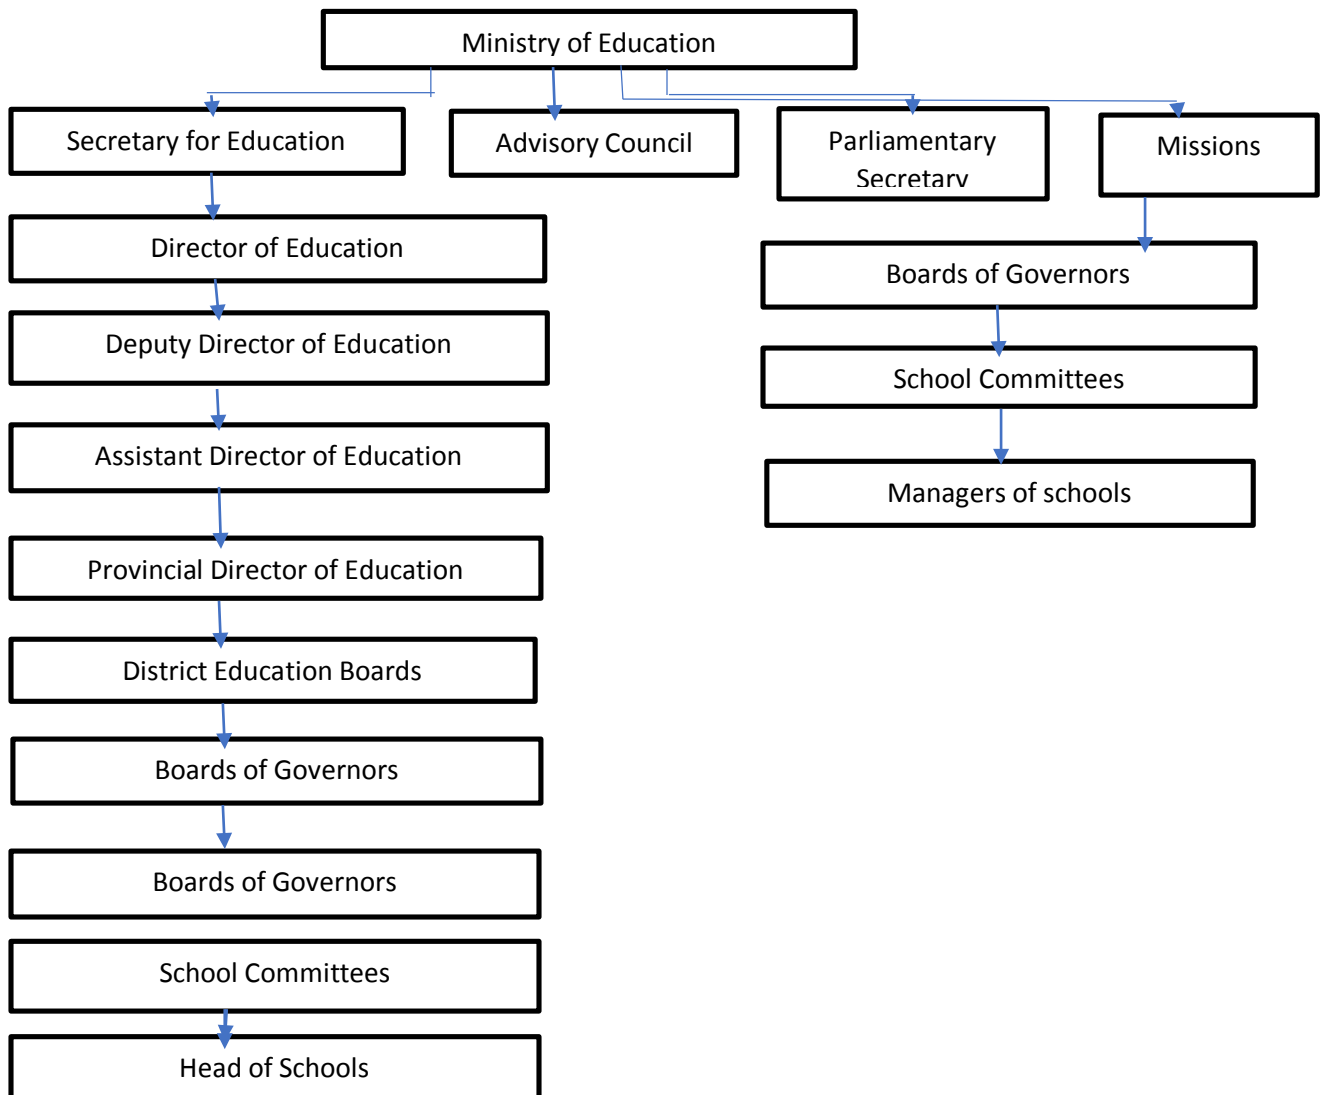 Ministry of Education
Secretary for Education
Advisory Council
Parliamentary
Secretary
Missions
Director of Education
Boards of Governors
Deputy Director of Education
School Committees
Assistant Director of Education
Managers of schools
Provincial Director of Education
District Education Boards
Boards of Governors
Boards of Governors
School Committees
Head of Schools